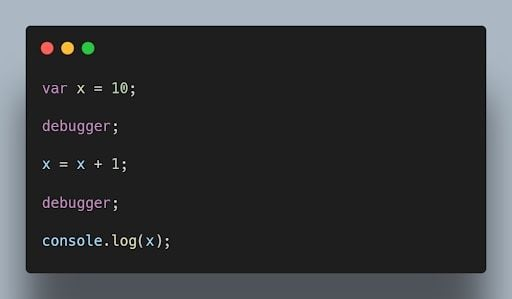 var x = 10;
debugger;
x = x + 1;
debugger;
console.log(x);